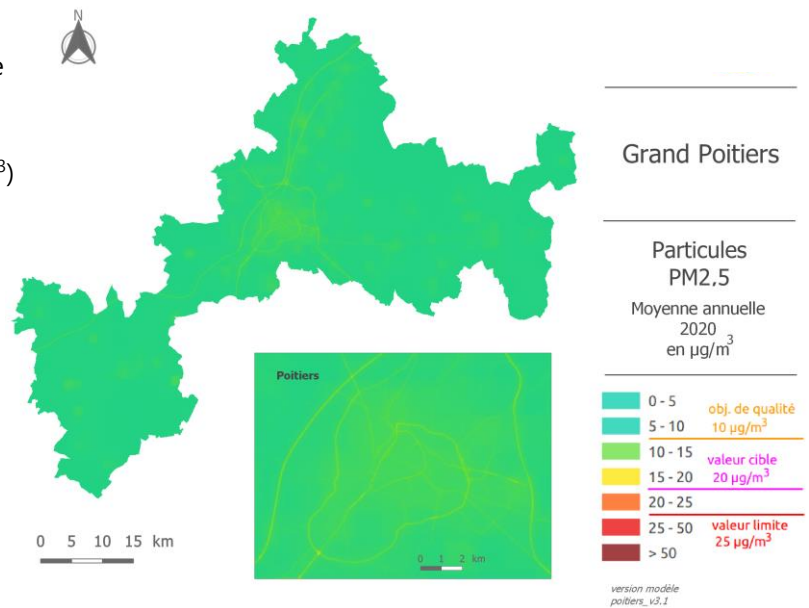 N
e
³)
Grand Poitiers
Particules
PM2,5
Moyenne annuelle
2020
en µg/m³
Poitiers
0 - 5
5 - 10
obj. de qualité
10 µg/m³
10 - 15
15 - 20
valeur cible
20 µg/m³
20 - 25
25 - 50
valeur limite
25 µg/m³
> 50
0 5 10 15 km
0 1 2 km
version modèle
poitiers_v3.1